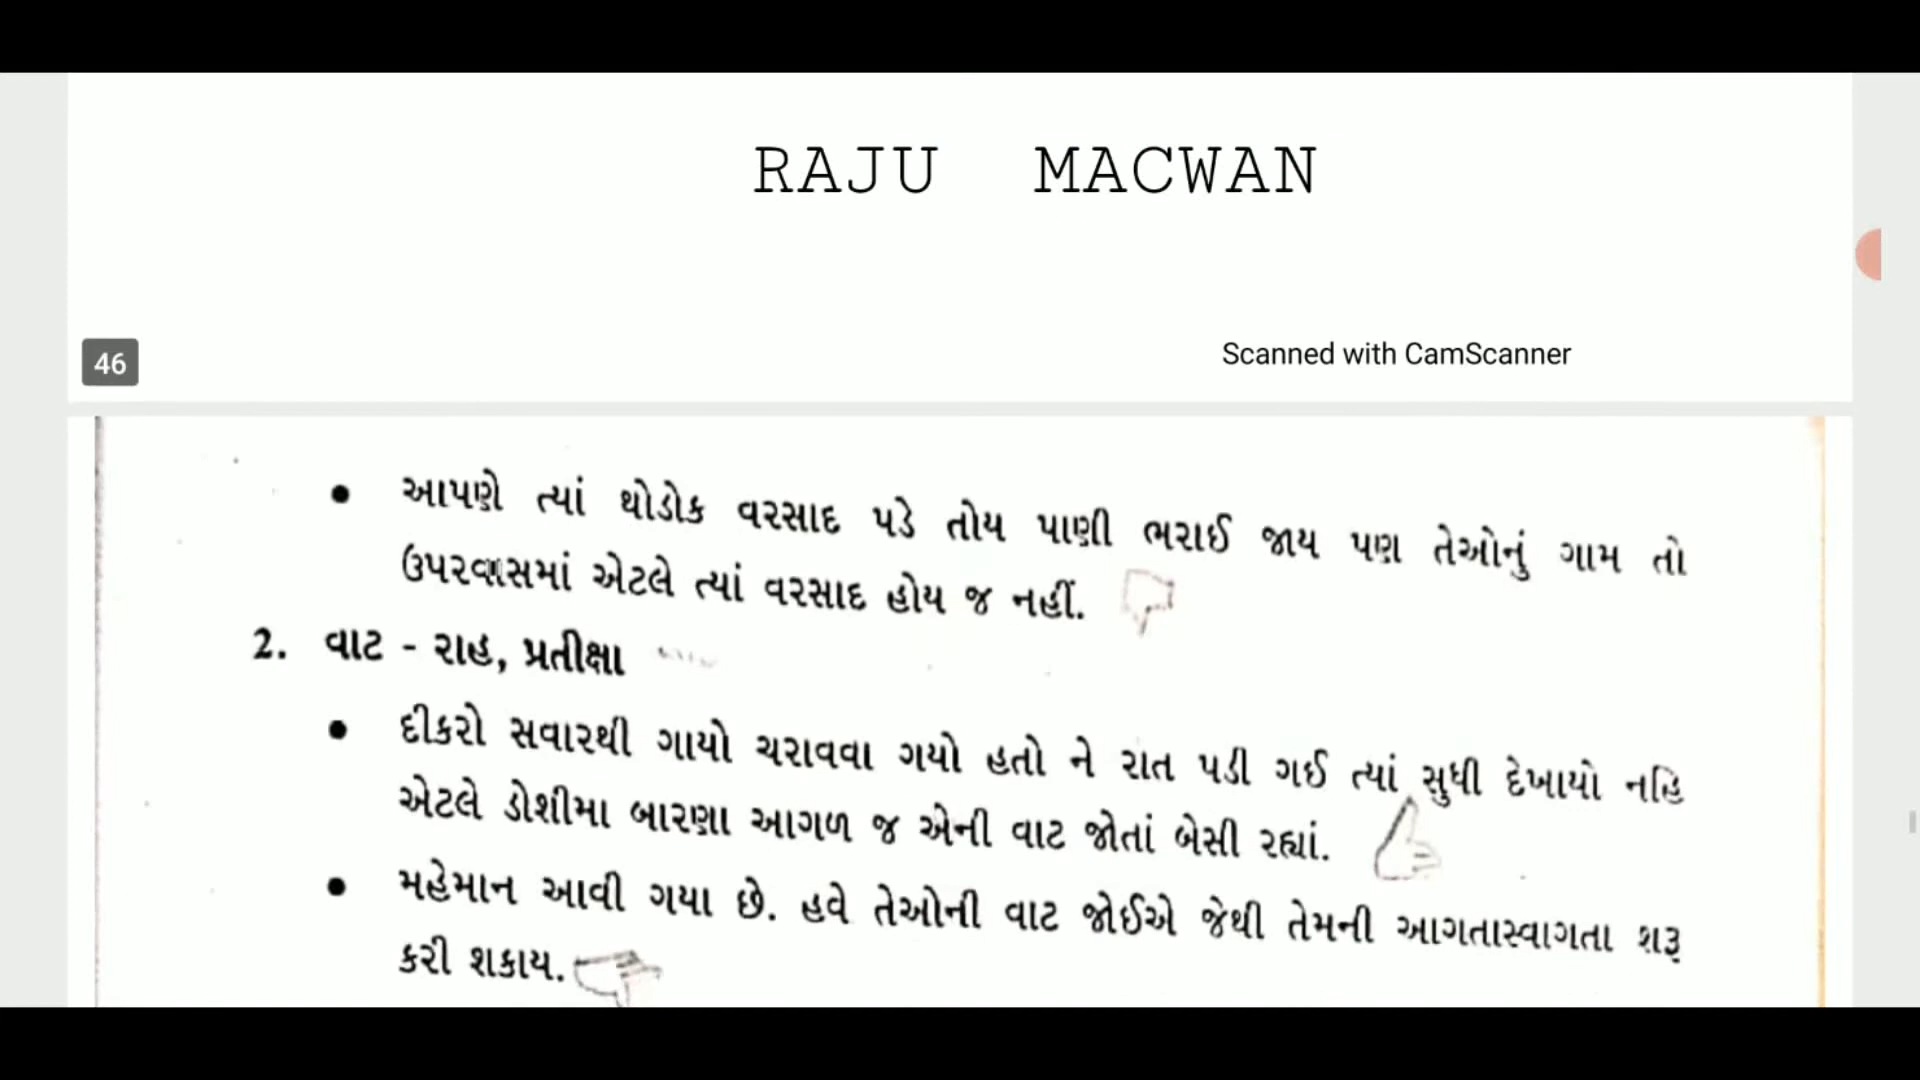 RAJU MACWAN
46
Scanned with CamScanner
• આપણે ત્યાં થોડોક વરસાદ પડે તોય પાણી ભરાઈ જાય પણ તેઓનું ગામ તો
ઉપરવાસમાં એટલે ત્યાં વરસાદ હોય જ નહીં.
2. વાટ - રાહ, પ્રતીક્ષા
• દીકરો સવારથી ગાયો ચરાવવા ગયો હતો ને રાત પડી ગઈ ત્યાં સુધી દેખાયો નહિ
એટલે ડોશીમા બારણા આગળ જ એની વાટ જોતાં બેસી રહ્યાં.
• મહેમાન આવી ગયા છે. હવે તેઓની વાટ જોઈએ જેથી તેમની આગતાસ્વાગતા શરૂ
કરી શકાય.